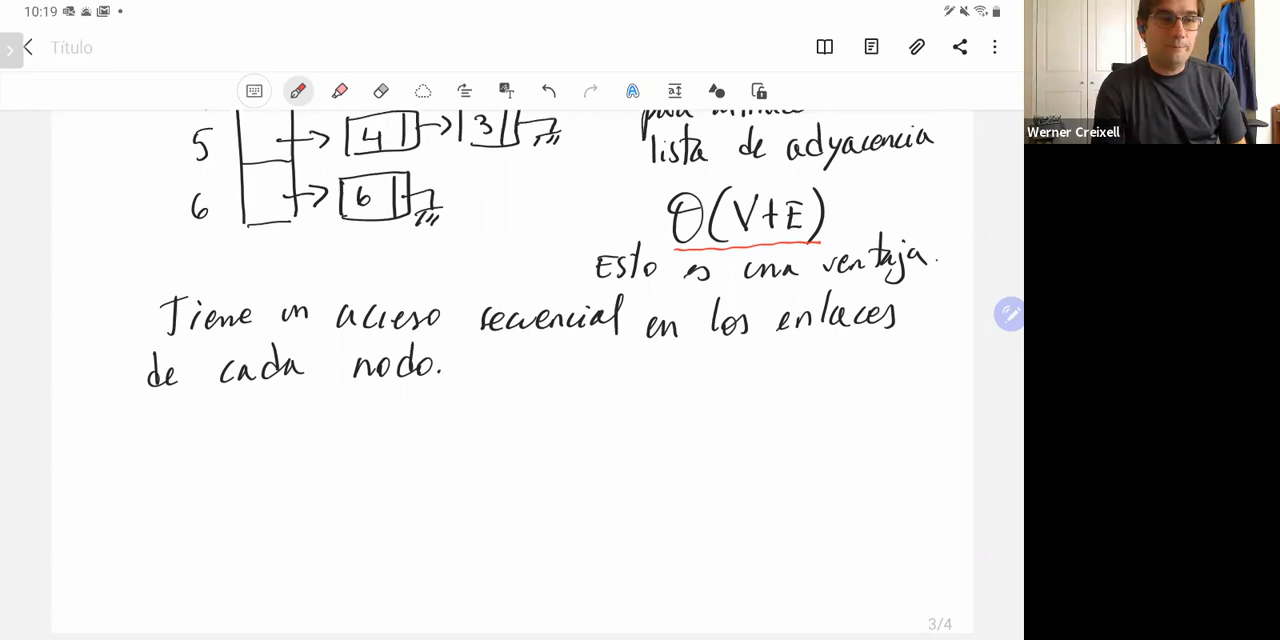 10:19
Título
Werner Creixell
5 4 3
para
lista de adyacencia
6 6
Θ(V+E)
Esto es una ventaja.
Tiene un acceso secuencial en los enlaces
de cada nodo.
3/4